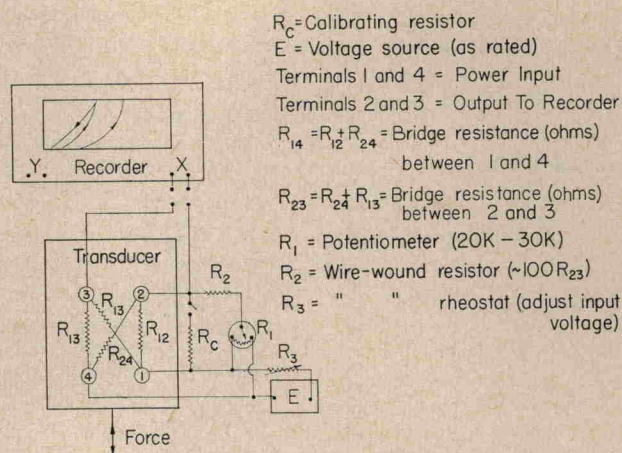 R_C = Calibrating resistor
E = Voltage source (as rated)
Terminals 1 and 4 = Power Input
Terminals 2 and 3 = Output To Recorder
R_14 = R_12 + R_24 = Bridge resistance (ohms)
between 1 and 4
R_23 = R_24 + R_13 = Bridge resistance (ohms)
between 2 and 3
R_1 = Potentiometer (20K – 30K)
R_2 = Wire-wound resistor (~100 R_23)
R_3 = " " rheostat (adjust input
voltage)
Y Recorder X
Transducer
3 R_13 2 R_2
R_13 R_24 R_12 R_C R_1
R_3
4 1
E
Force